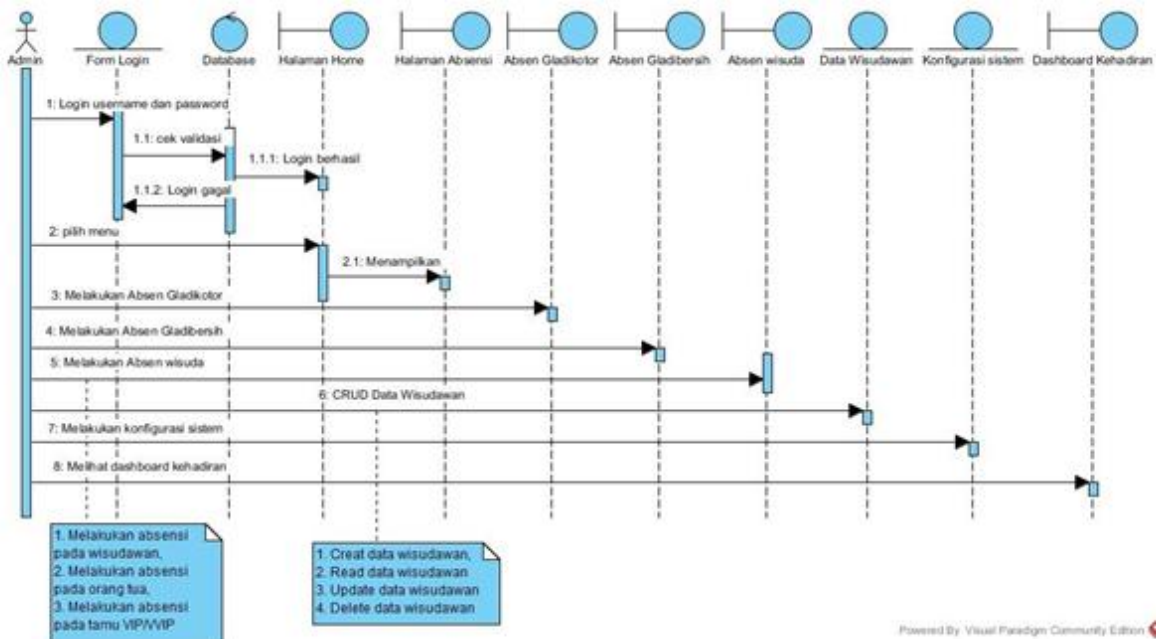 Admin
Form Login
Database
Halaman Home
Halaman Absensi
Absen Gladikotor
Absen Gladibersih
Absen wisuda
Data Wisudawan
Konfigurasi sistem
Dashboard Kehadiran
1: Login username dan password
1.1: cek validasi
1.1.1: Login berhasil
1.1.2: Login gagal
2: pilih menu
2.1: Menampilkan
3: Melakukan Absen Gladikotor
4: Melakukan Absen Gladibersih
5: Melakukan Absen wisuda
6: CRUD Data Wisudawan
7: Melakukan konfigurasi sistem
8: Melihat dashboard kehadiran
1. Melakukan absensi
pada wisudawan,
2. Melakukan absensi
pada orang tua,
3. Melakukan absensi
pada tamu VIP/VVIP
1. Creat data wisudawan,
2. Read data wisudawan
3. Update data wisudawan
4. Delete data wisudawan
Powered By Visual Paradigm Community Edition